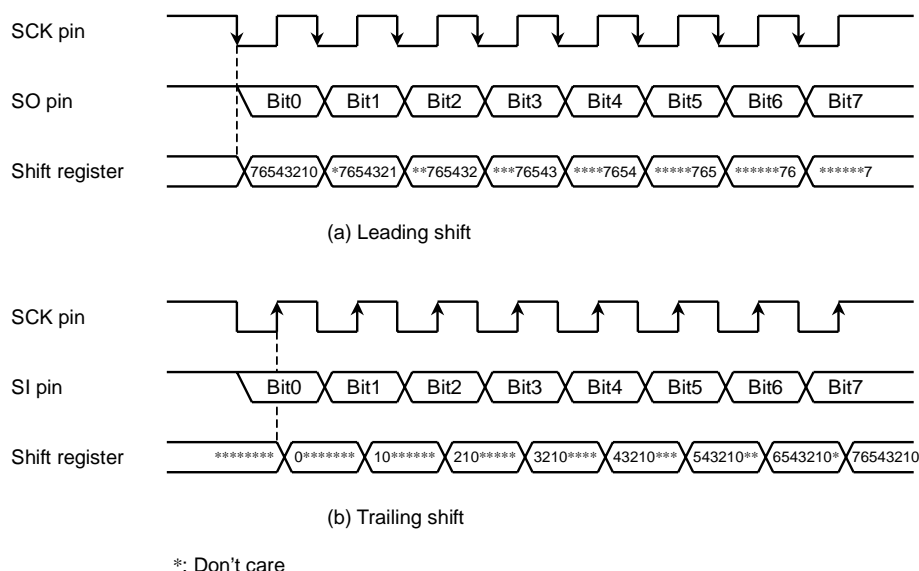 SCK pin
SO pin Bit0 Bit1 Bit2 Bit3 Bit4 Bit5 Bit6 Bit7
Shift register 76543210 *7654321 **765432 ***76543 ****7654 *****765 ******76 ******7
(a) Leading shift
SCK pin
SI pin Bit0 Bit1 Bit2 Bit3 Bit4 Bit5 Bit6 Bit7
Shift register ******** 0******* 10****** 210***** 3210**** 43210*** 543210** 6543210* 76543210
(b) Trailing shift
*: Don't care